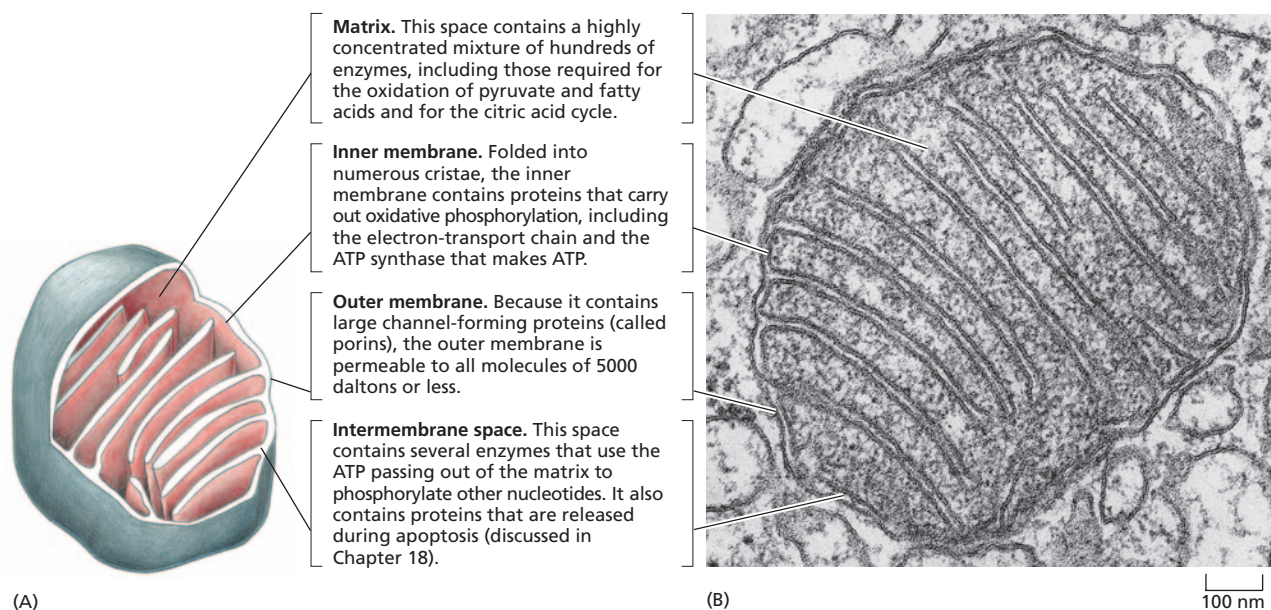 Matrix. This space contains a highly
concentrated mixture of hundreds of
enzymes, including those required for
the oxidation of pyruvate and fatty
acids and for the citric acid cycle.
Inner membrane. Folded into
numerous cristae, the inner
membrane contains proteins that carry
out oxidative phosphorylation, including
the electron-transport chain and the
ATP synthase that makes ATP.
Outer membrane. Because it contains
large channel-forming proteins (called
porins), the outer membrane is
permeable to all molecules of 5000
daltons or less.
Intermembrane space. This space
contains several enzymes that use the
ATP passing out of the matrix to
phosphorylate other nucleotides. It also
contains proteins that are released
during apoptosis (discussed in
Chapter 18).
(A)
(B)
100 nm